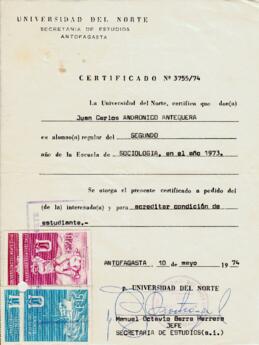 UNIVERSIDAD DEL NORTE
SECRETARIA DE ESTUDIOS
ANTOFAGASTA
CERTIFICADO Nº 3755/74
La Universidad del Norte, certifica que don(a)
Juan Carlos ANDRONICO ANTEQUERA
es alumno(a) regular del SEGUNDO
año de la Escuela de SOCIOLOGIA, en el año 1973.
Se otorga el presente certificado a pedido del
(de la) interesado(a) y para acreditar condición de
estudiante.-
ANTOFAGASTA 10 de mayo 1974
p. UNIVERSIDAD DEL NORTE
Manuel Octavio Barra Herrera
JEFE
SECRETARIA DE ESTUDIOS(s.i.)